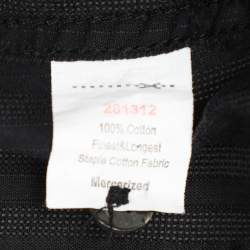 281312
100% Cotton
Finest&Longest
Staple Cotton Fabric
Mercerized